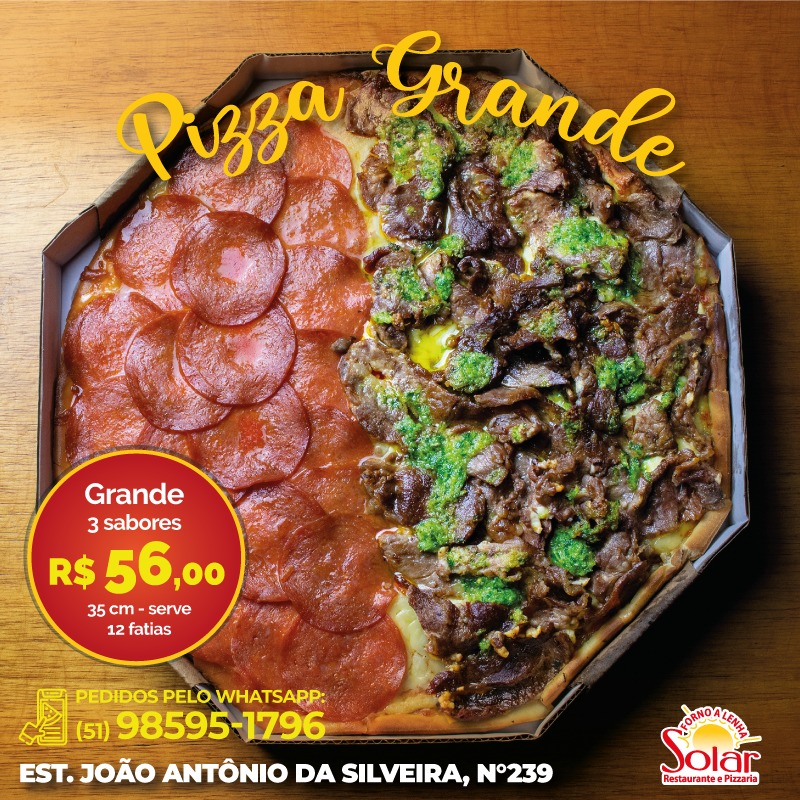 Pizza Grande
Grande
3 sabores
R$ 56,00
35 cm - serve
12 fatias
PEDIDOS PELO WHATSAPP:
(51) 98595-1796
EST. JOÃO ANTÔNIO DA SILVEIRA, N°239
FORNO A LENHA
Solar
Restaurante e Pizzaria